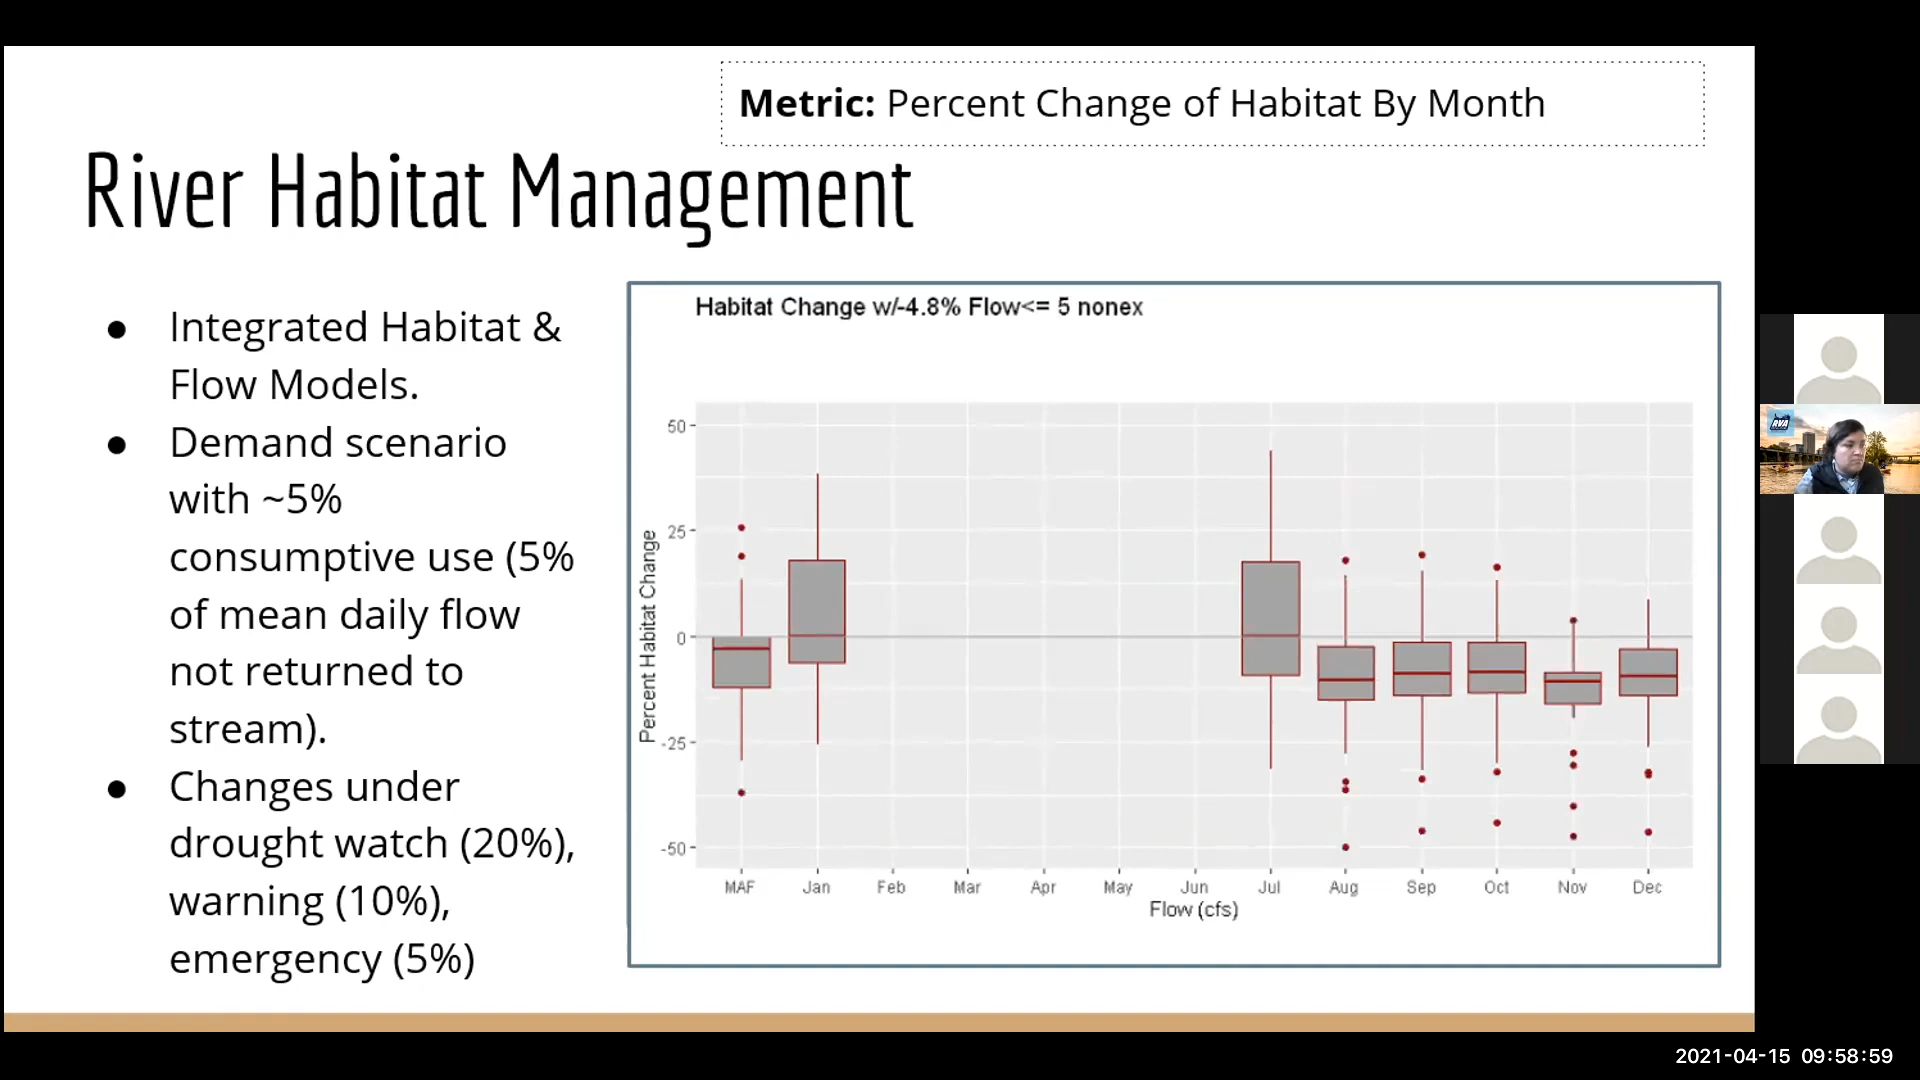 Metric: Percent Change of Habitat By Month
River Habitat Management
● Integrated Habitat &
Flow Models.
● Demand scenario
with ~5%
consumptive use (5%
of mean daily flow
not returned to
stream).
● Changes under
drought watch (20%),
warning (10%),
emergency (5%)
Habitat Change w/-4.8% Flow<= 5 nonex
Percent Habitat Change
50
25
0
-25
-50
MAF Jan Feb Mar Apr May Jun Jul Aug Sep Oct Nov Dec
Flow (cfs)
RVA
2021-04-15 09:58:59